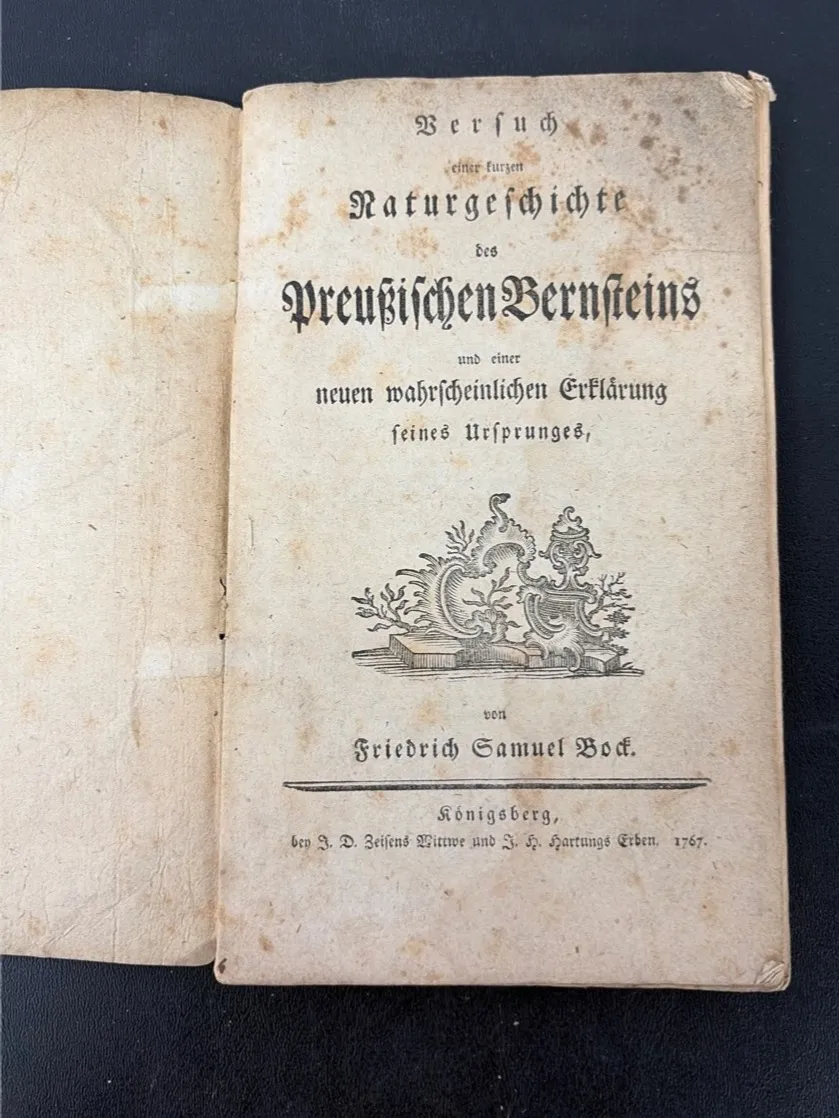 Versuch
einer kurzen
Naturgeschichte
des
Preußischen Bernsteins
und einer
neuen wahrscheinlichen Erklärung
seines Ursprunges,
von
Friedrich Samuel Bock.
Königsberg,
bey J. D. Zeisens Wittwe und J. H. Hartungs Erben. 1767.